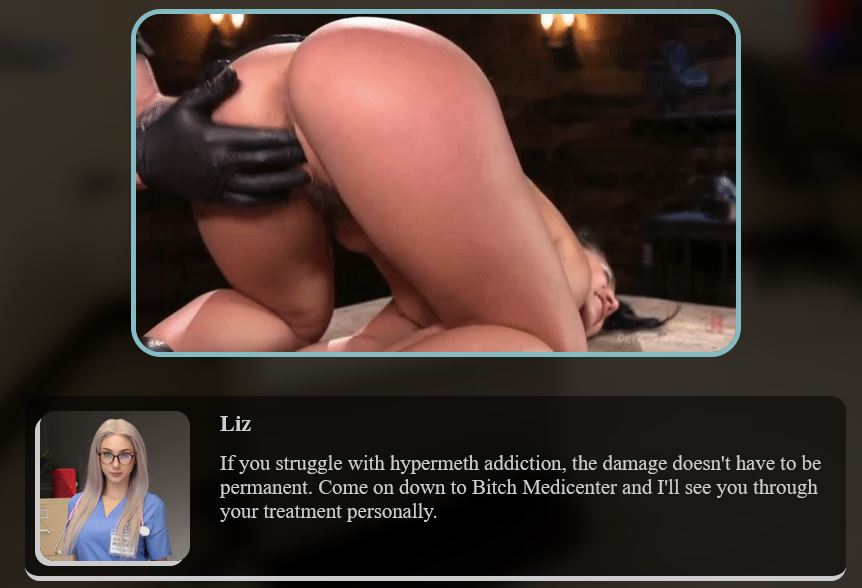 Liz
If you struggle with hypermeth addiction, the damage doesn't have to be
permanent. Come on down to Bitch Medicenter and I'll see you through
your treatment personally.